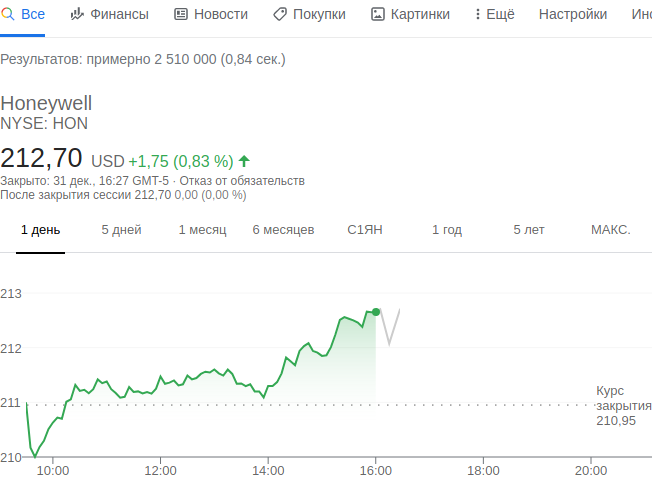 Все Финансы Новости Покупки Картинки Ещё Настройки Инс
Результатов: примерно 2 510 000 (0,84 сек.)
Honeywell
NYSE: HON
212,70 USD +1,75 (0,83 %)
Закрыто: 31 дек., 16:27 GMT-5 · Отказ от обязательств
После закрытия сессии 212,70 0,00 (0,00 %)
1 день 5 дней 1 месяц 6 месяцев С1ЯН 1 год 5 лет МАКС.
213
212
211
Курс
закрытия
210,95
210
10:00 12:00 14:00 16:00 18:00 20:00